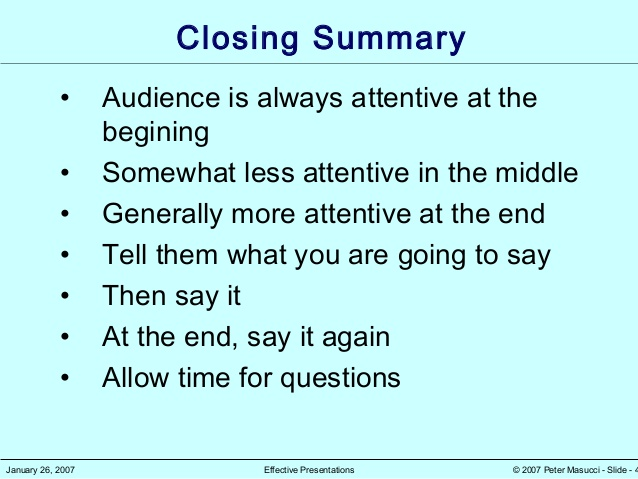 Closing Summary
• Audience is always attentive at the
begining
• Somewhat less attentive in the middle
• Generally more attentive at the end
• Tell them what you are going to say
• Then say it
• At the end, say it again
• Allow time for questions
January 26, 2007 Effective Presentations © 2007 Peter Masucci - Slide -